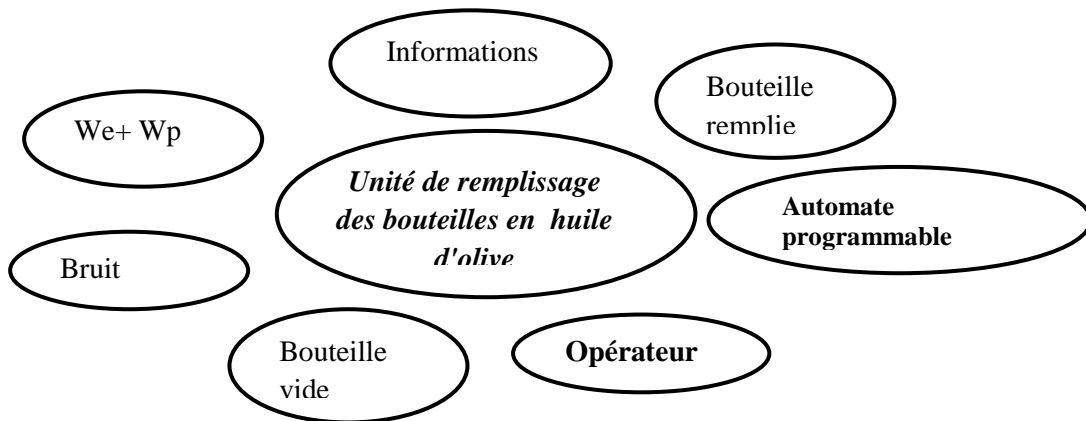 Informations
Bouteille
remplie
We+ Wp
Unité de remplissage
des bouteilles en huile
d'olive
Automate
programmable
Bruit
Bouteille
vide
Opérateur